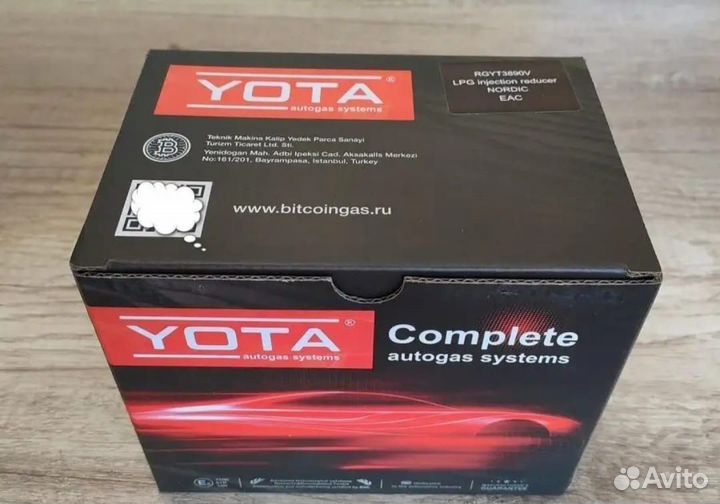 YOTA®
autogas systems
RGYT3890V
LPG injection reducer
NORDIC
EAC
Teknik Makina Kalip Yedek Parca Sanayi
Turizm Ticaret Ltd. Sti.
Yenidogan Mah. Adbi Ipeksi Cad. Akaakalls Merkezi
No:161/201, Bayrampasa, Istanbul, Turkey
www.bitcoingas.ru
YOTA®
autogas systems
Complete
autogas systems
Avito